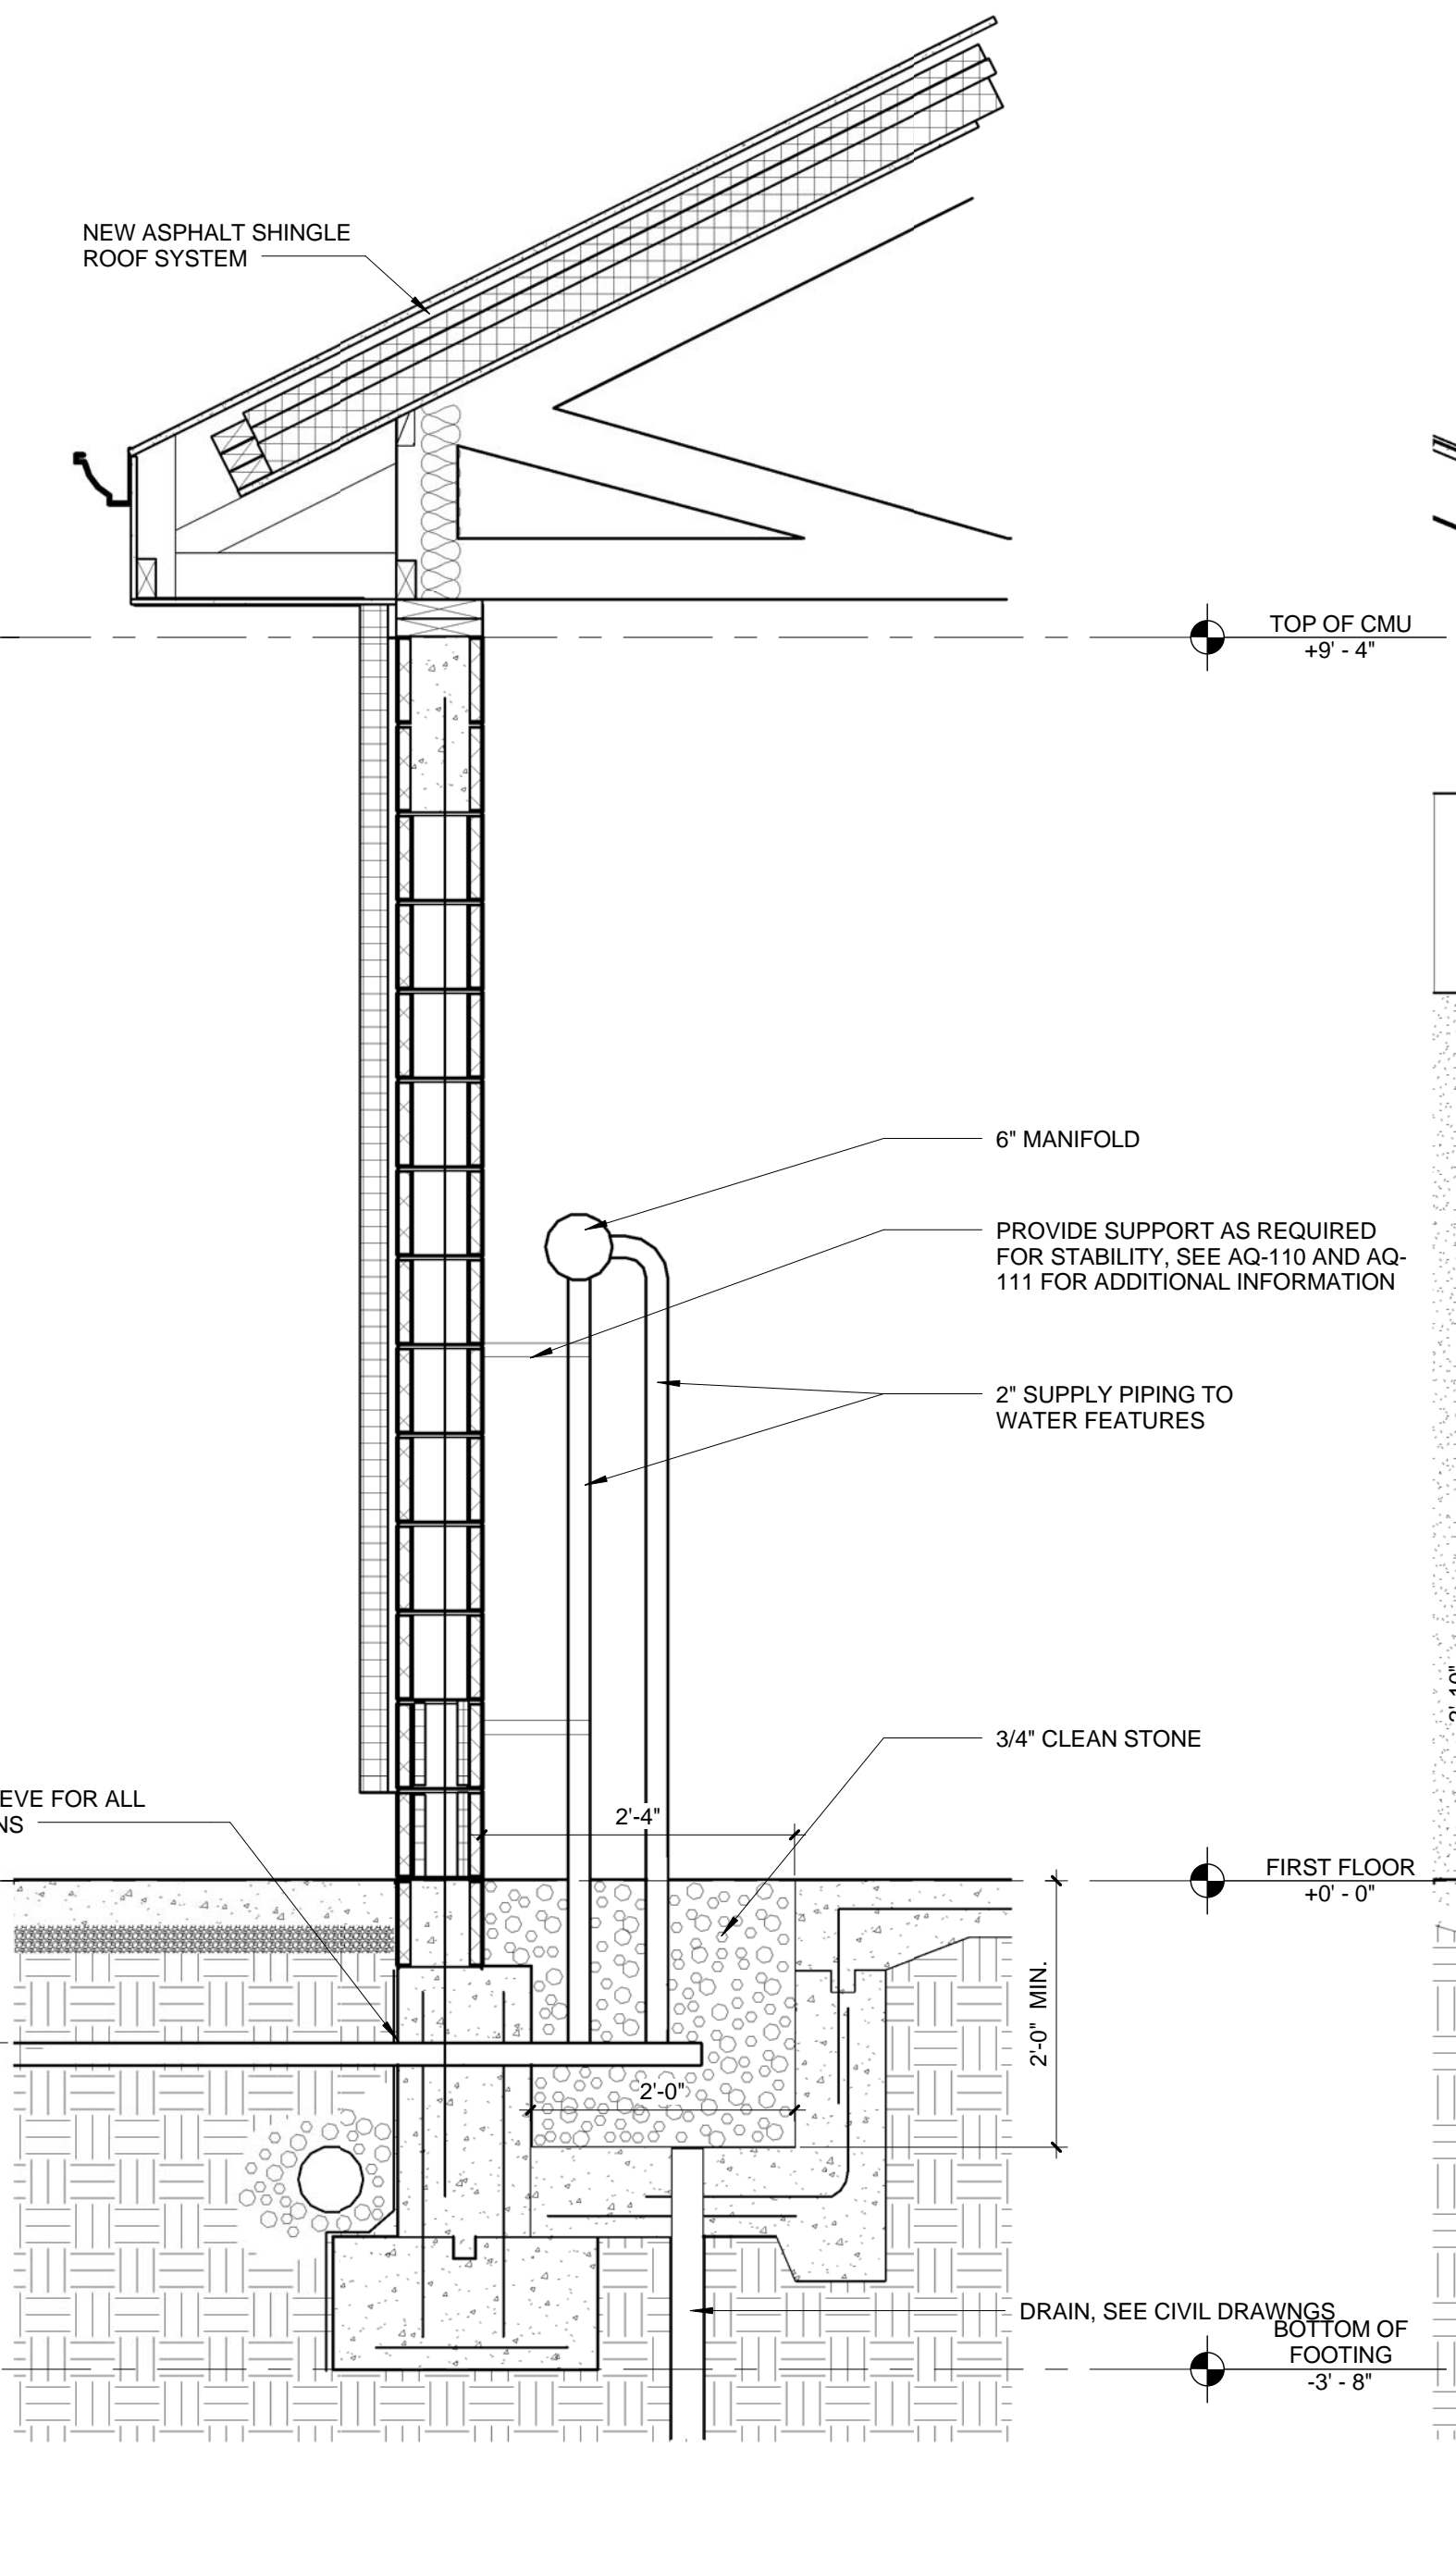 NEW ASPHALT SHINGLE
ROOF SYSTEM
TOP OF CMU
+9' - 4"
6" MANIFOLD
PROVIDE SUPPORT AS REQUIRED
FOR STABILITY, SEE AQ-110 AND AQ-
111 FOR ADDITIONAL INFORMATION
2" SUPPLY PIPING TO
WATER FEATURES
3/4" CLEAN STONE
EVE FOR ALL
NS
2'-4"
FIRST FLOOR
+0' - 0"
2'-0" MIN.
2'-0"
DRAIN, SEE CIVIL DRAWNGS
BOTTOM OF
FOOTING
-3' - 8"